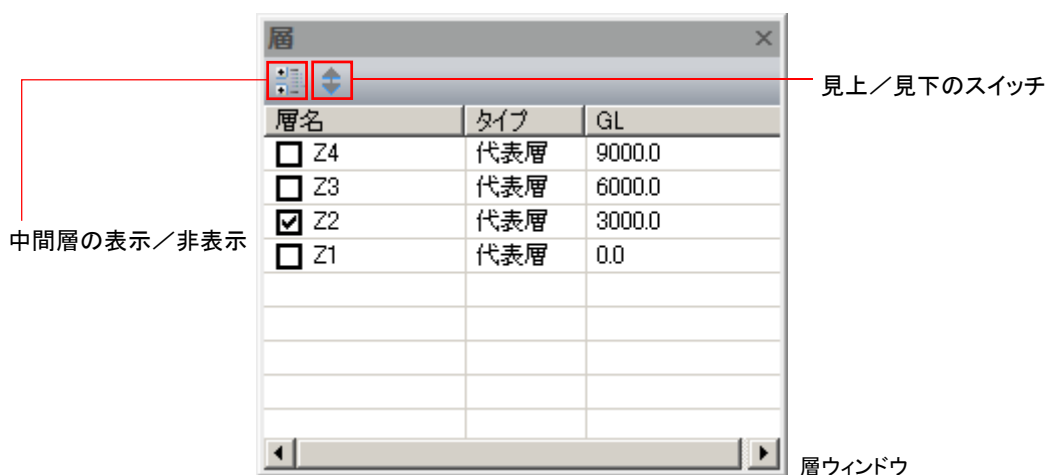 層
見上／見下のスイッチ
層名 タイプ GL
Z4 代表層 9000.0
Z3 代表層 6000.0
Z2 代表層 3000.0
中間層の表示／非表示
Z1 代表層 0.0
層ウィンドウ